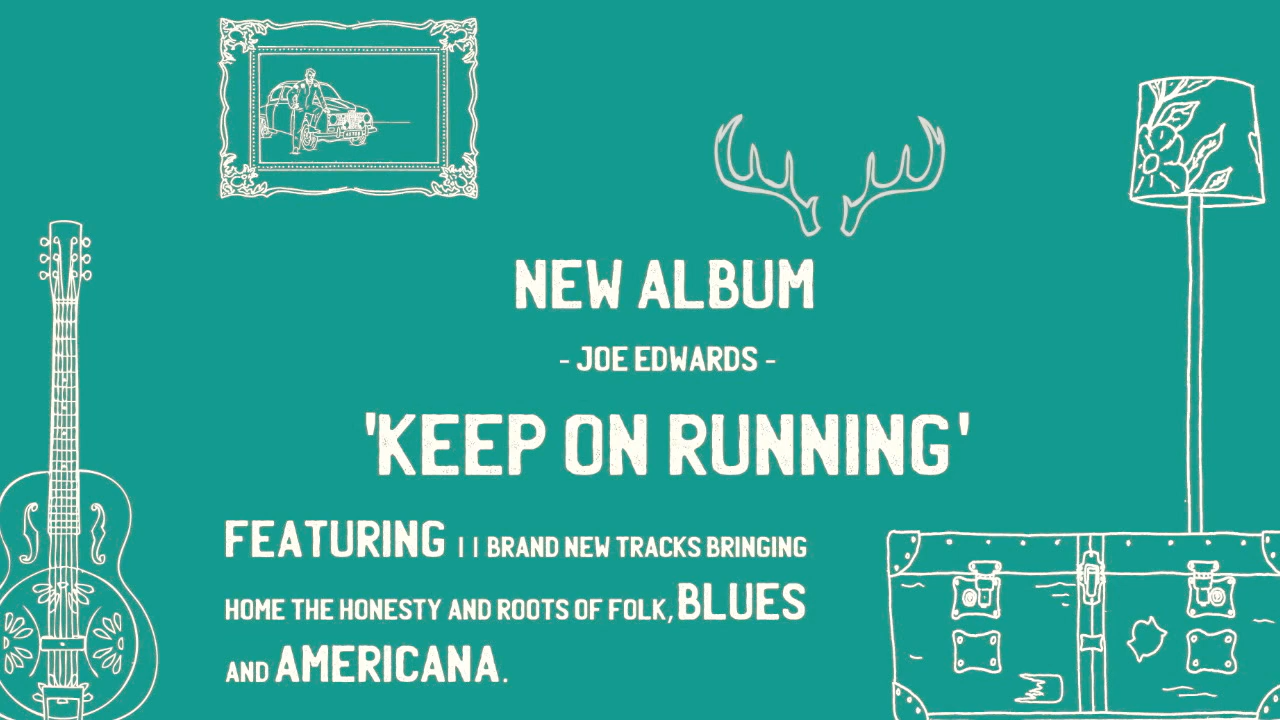 NEW ALBUM
- JOE EDWARDS -
'KEEP ON RUNNING'
FEATURING 11 BRAND NEW TRACKS BRINGING
HOME THE HONESTY AND ROOTS OF FOLK, BLUES
AND AMERICANA.